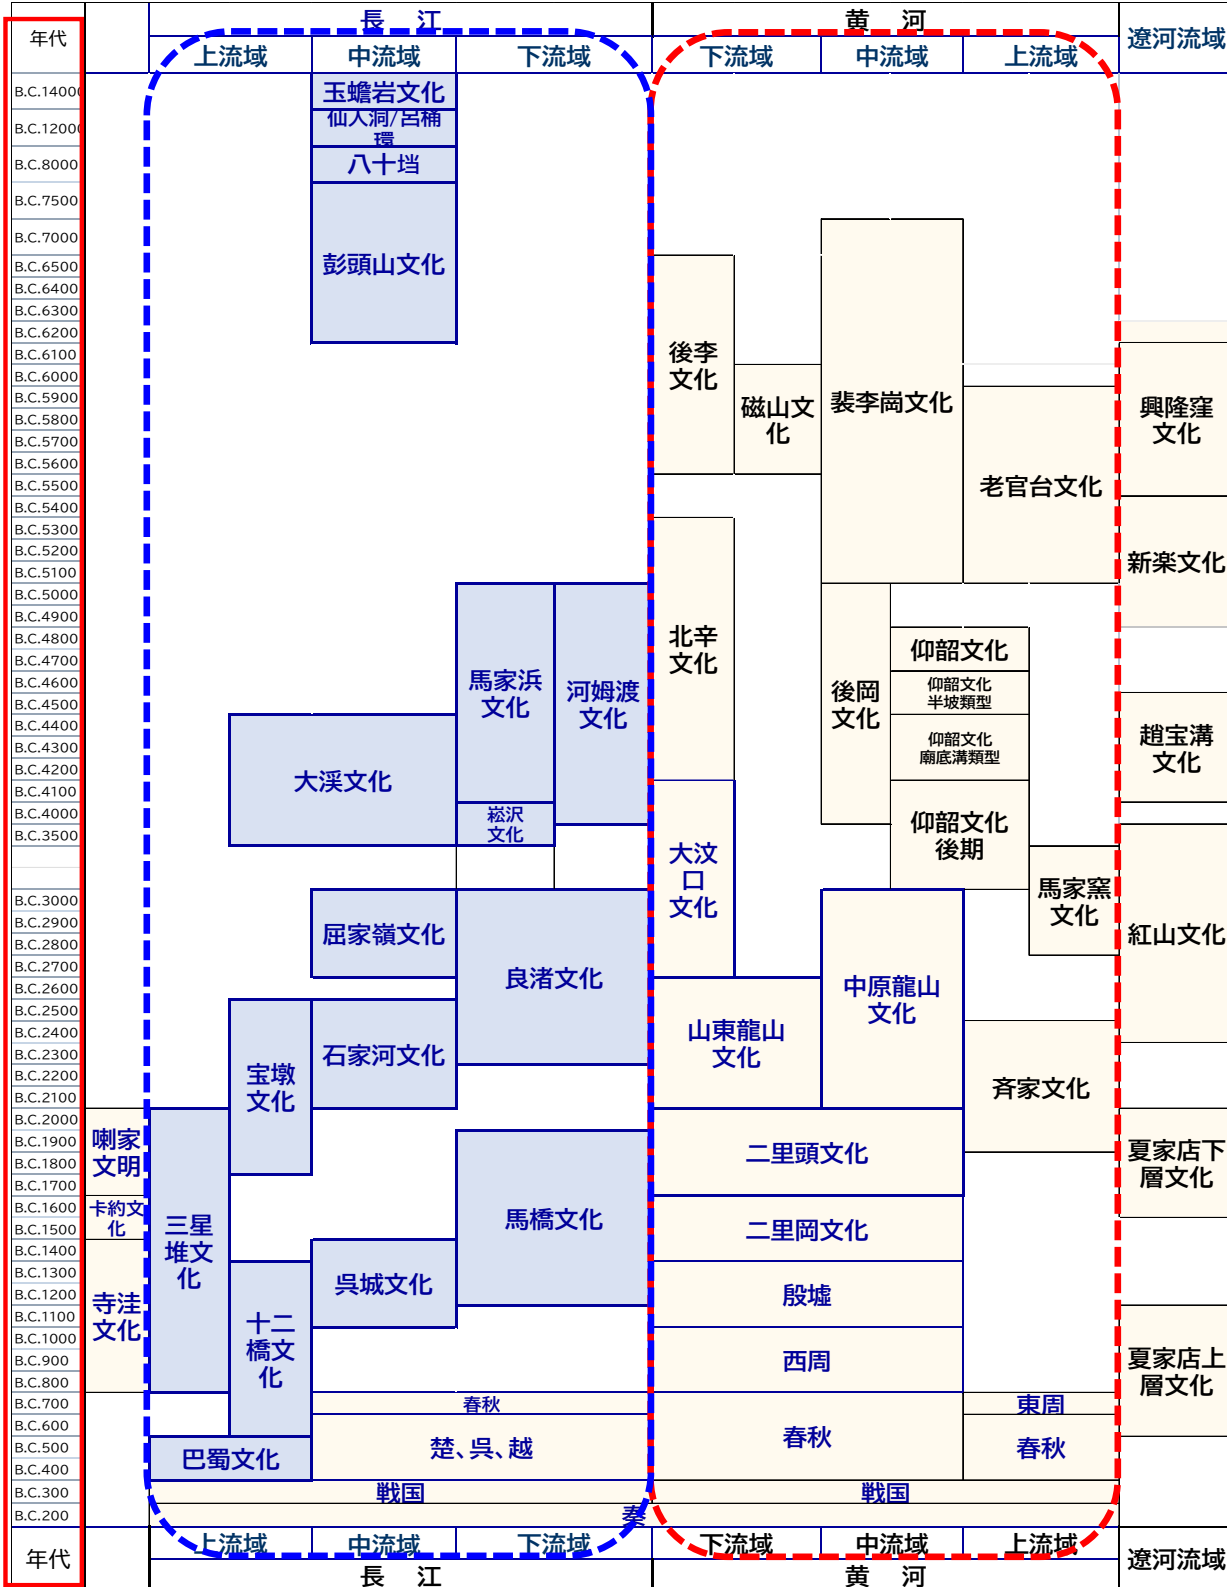 年代
長 江
黄 河
遼河流域
上流域
中流域
下流域
下流域
中流域
上流域
B.C.14000
B.C.12000
B.C.8000
B.C.7500
B.C.7000
B.C.6500
B.C.6400
B.C.6300
B.C.6200
B.C.6100
B.C.6000
B.C.5900
B.C.5800
B.C.5700
B.C.5600
B.C.5500
B.C.5400
B.C.5300
B.C.5200
B.C.5100
B.C.5000
B.C.4900
B.C.4800
B.C.4700
B.C.4600
B.C.4500
B.C.4400
B.C.4300
B.C.4200
B.C.4100
B.C.4000
B.C.3500
B.C.3000
B.C.2900
B.C.2800
B.C.2700
B.C.2600
B.C.2500
B.C.2400
B.C.2300
B.C.2200
B.C.2100
B.C.2000
B.C.1900
B.C.1800
B.C.1700
B.C.1600
B.C.1500
B.C.1400
B.C.1300
B.C.1200
B.C.1100
B.C.1000
B.C.900
B.C.800
B.C.700
B.C.600
B.C.500
B.C.400
B.C.300
B.C.200
喇家
文明
卡約文
化
寺洼
文化
玉蟾岩文化
仙人洞/呂桶
環
八十垱
彭頭山文化
馬家浜
文化
河姆渡
文化
大渓文化
崧沢
文化
屈家嶺文化
良渚文化
宝墩
文化
石家河文化
三星
堆文
化
馬橋文化
呉城文化
十二
橋文
化
春秋
楚、呉、越
巴蜀文化
戦国
秦
後李
文化
磁山文
化
裴李崗文化
老官台文化
北辛
文化
後岡
文化
仰韶文化
仰韶文化
半坡類型
仰韶文化
廟底溝類型
仰韶文化
後期
大汶
口
文化
馬家窯
文化
中原龍山
文化
山東龍山
文化
斉家文化
二里頭文化
二里岡文化
殷墟
西周
東周
春秋
春秋
戦国
興隆窪
文化
新楽文化
趙宝溝
文化
紅山文化
夏家店下
層文化
夏家店上
層文化
年代
上流域
中流域
下流域
下流域
中流域
上流域
遼河流域
長 江
黄 河